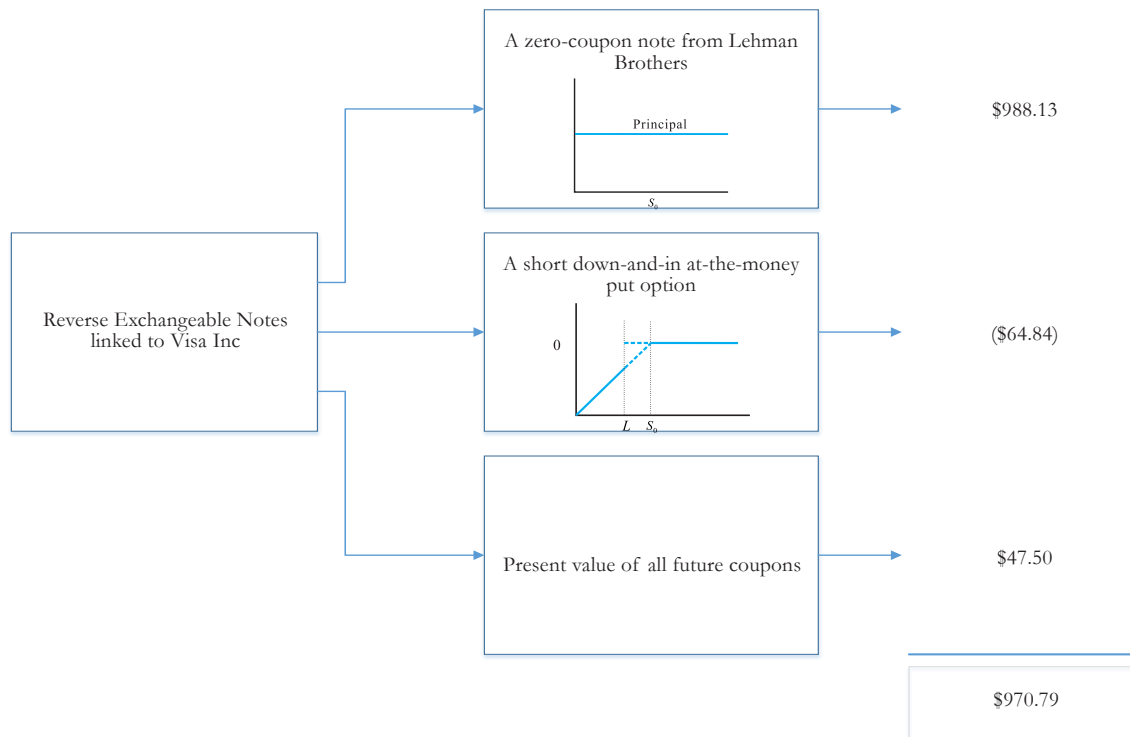 A zero-coupon note from Lehman
Brothers
Principal
S₀
$988.13
Reverse Exchangeable Notes
linked to Visa Inc
A short down-and-in at-the-money
put option
0
L S₀
($64.84)
Present value of all future coupons
$47.50
$970.79